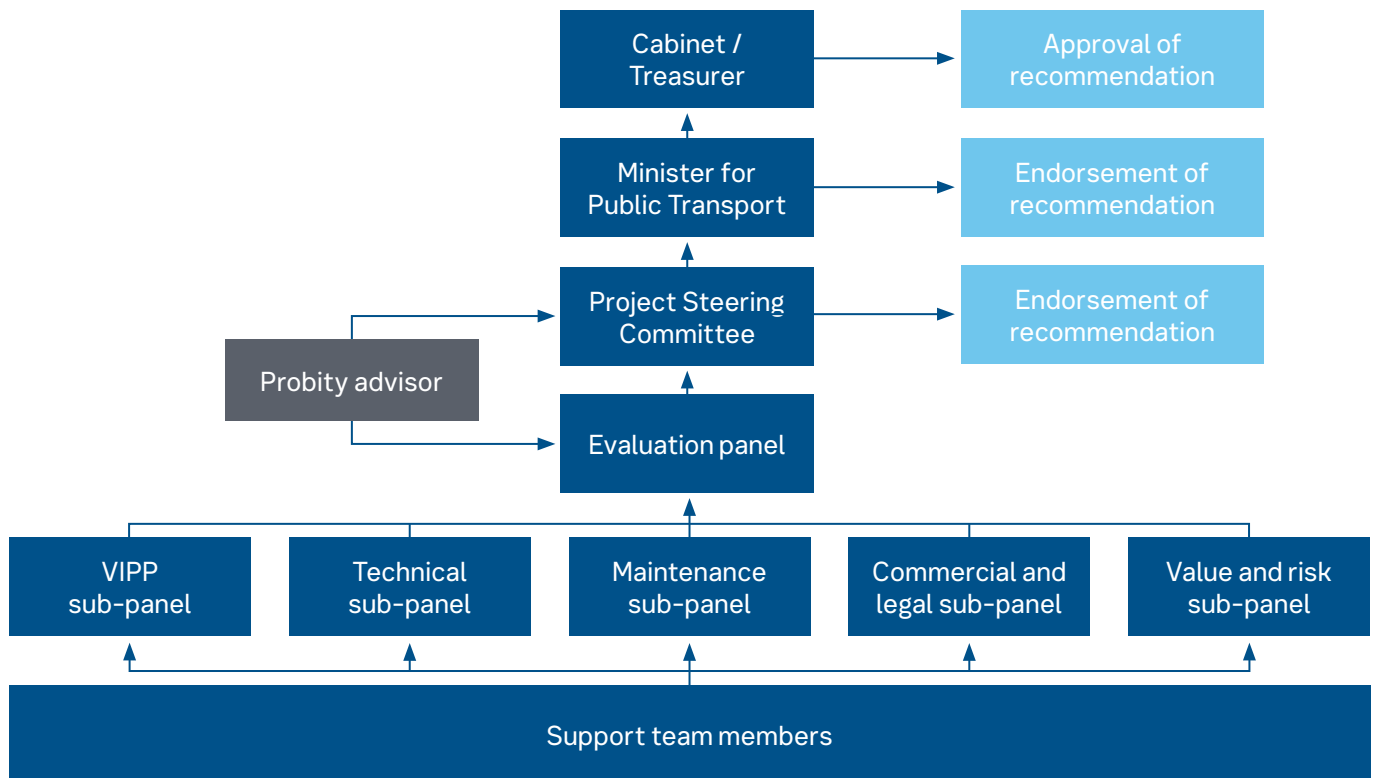 Cabinet /
Treasurer
Approval of
recommendation
Minister for
Public Transport
Endorsement of
recommendation
Project Steering
Committee
Endorsement of
recommendation
Probity advisor
Evaluation panel
VIPP
sub-panel
Technical
sub-panel
Maintenance
sub-panel
Commercial and
legal sub-panel
Value and risk
sub-panel
Support team members